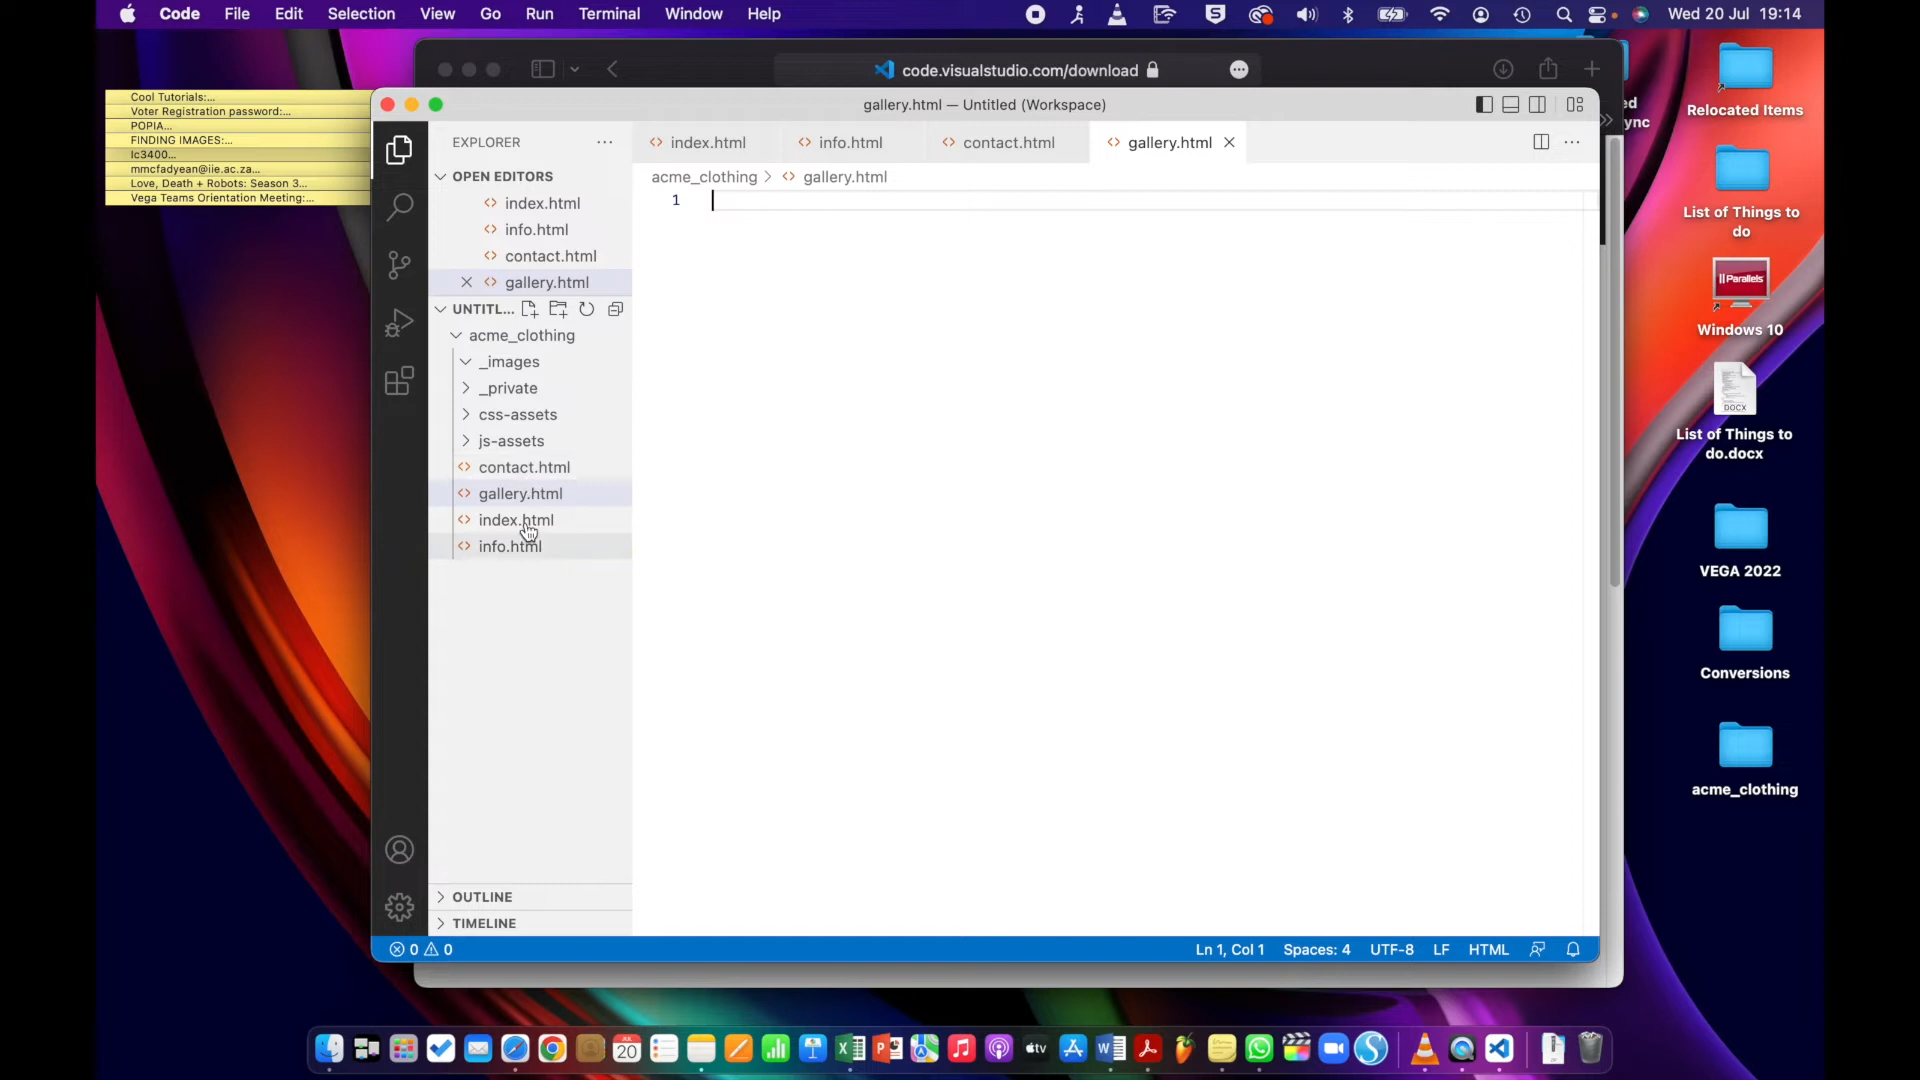 Code File Edit Selection View Go Run Terminal Window Help Wed 20 Jul 19:14
code.visualstudio.com/download
Cool Tutorials:...
Voter Registration password:...
POPIA...
FINDING IMAGES:...
lc3400...
mmcfadyean@iie.ac.za...
Love, Death + Robots: Season 3...
Vega Teams Orientation Meeting:...
gallery.html — Untitled (Workspace)
EXPLORER
index.html info.html contact.html gallery.html
acme_clothing > gallery.html
1
OPEN EDITORS
index.html
info.html
contact.html
gallery.html
UNTITL...
acme_clothing
_images
_private
css-assets
js-assets
contact.html
gallery.html
index.html
info.html
OUTLINE
TIMELINE
0 0 Ln 1, Col 1 Spaces: 4 UTF-8 LF HTML
ed
ync
Relocated Items
List of Things to
do
Parallels
Windows 10
DOCX
List of Things to
do.docx
VEGA 2022
Conversions
acme_clothing
JUL
20
tv